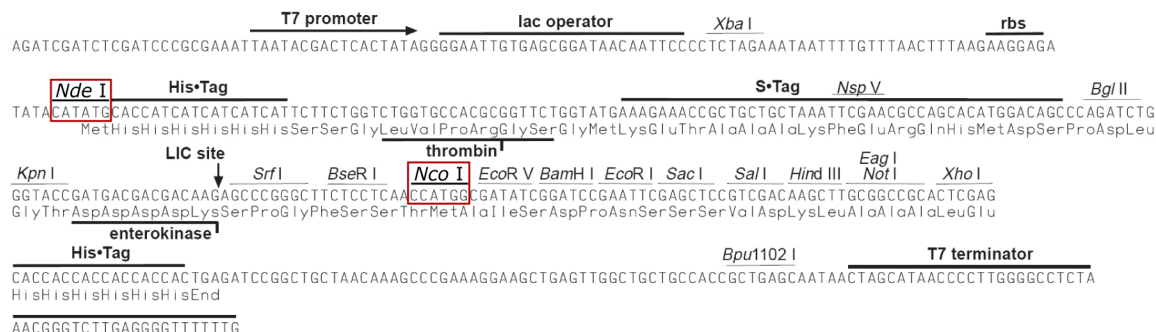 T7 promoter lac operator Xba I rbs
AGATCGATCTCGATCCCGCGAAATTAATACGACTCACTATAGGGGAATTGTGAGCGGATAACAATTCCCCTCTAGAAATAATTTTGTTTAACTTTAAGAAGGAGA
Nde I His•Tag S•Tag Nsp V Bgl II
TATACATATGCACCATCATCATCATCATTCTTCTGGTCTGGTGCCACGCGGTTCTGGTATGAAAGAAACCGCTGCTGCTAAATTCGAACGCCAGCACATGGACAGCCCAGATCTG
MetHisHisHisHisHisHisSerSerGlyLeuValProArgGlySerGlyMetLysGluThrAlaAlaAlaLysPheGluArgGlnHisMetAspSerProAspLeu
thrombin
LIC site
Kpn I Srf I BseR I Nco I EcoR V BamH I EcoR I Sac I Sal I Hind III Eag I Not I Xho I
GGTACCGATGACGACGACAAGAGCCCGGGCTTCTCCTCAACCATGGCGATATCGGATCCGAATTCGAGCTCCGTCGACAAGCTTGCGGCCGCACTCGAG
GlyThrAspAspAspAspLysSerProGlyPheSerSerThrMetAlaIleSerAspProAsnSerSerSerValAspLysLeuAlaAlaAlaLeuGlu
enterokinase
His•Tag Bpu1102 I T7 terminator
CACCACCACCACCACCACTGAGATCCGGCTGCTAACAAAGCCCGAAAGGAAGCTGAGTTGGCTGCTGCCACCGCTGAGCAATAACTAGCATAACCCCTTGGGGCCTCTA
HisHisHisHisHisHisEnd
AACGGGTCTTGAGGGGTTTTTTG